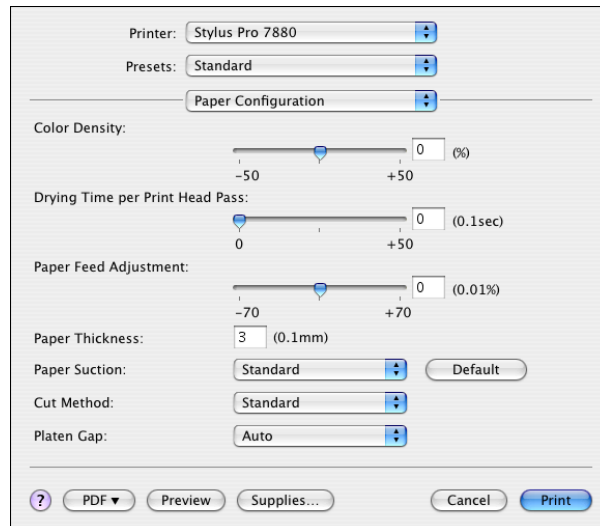 Printer: Stylus Pro 7880
Presets: Standard
Paper Configuration
Color Density:
0 (%)
-50 +50
Drying Time per Print Head Pass:
0 (0.1sec)
0 +50
Paper Feed Adjustment:
0 (0.01%)
-70 +70
Paper Thickness: 3 (0.1mm)
Paper Suction: Standard Default
Cut Method: Standard
Platen Gap: Auto
? PDF ▼ Preview Supplies... Cancel Print